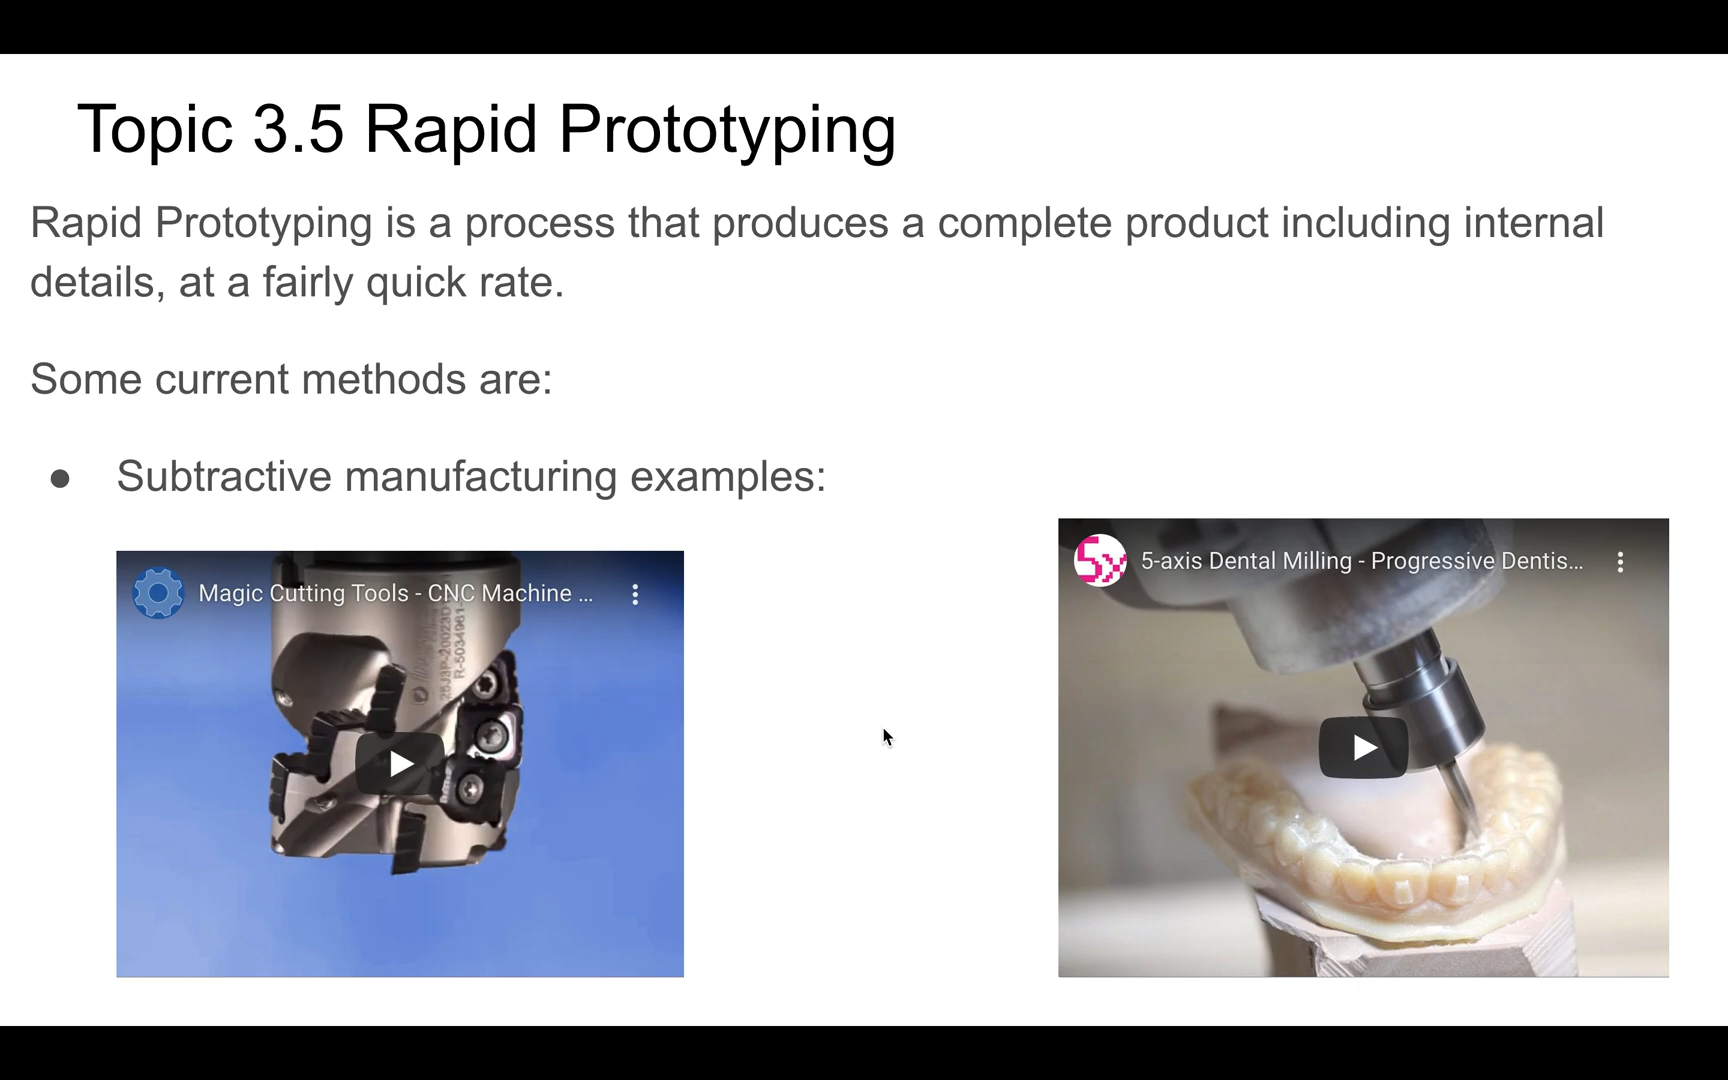 Topic 3.5 Rapid Prototyping
Rapid Prototyping is a process that produces a complete product including internal
details, at a fairly quick rate.
Some current methods are:
● Subtractive manufacturing examples:
Magic Cutting Tools - CNC Machine ...
R-5034961-
5x
5-axis Dental Milling - Progressive Dentis...